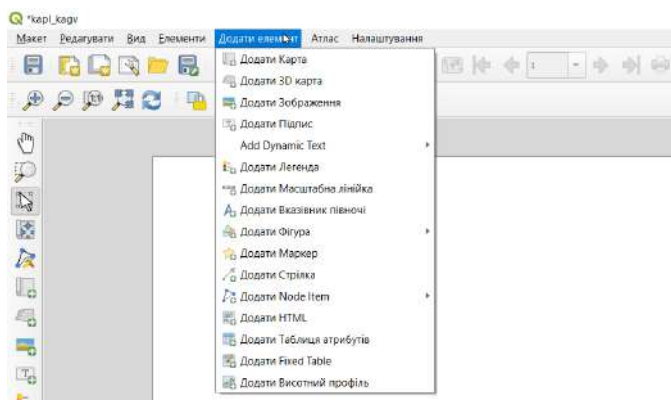 *kapl_kagv
Макет Редагувати Вид Елементи Додати елемент Атлас Налаштування
1
Додати Карта
Додати 3D карта
Додати Зображення
Додати Підпис
Add Dynamic Text
Додати Легенда
Додати Масштабна лінійка
Додати Вказівник півночі
Додати Фігура
Додати Маркер
Додати Стрілка
Додати Node Item
Додати HTML
Додати Таблиця атрибутів
Додати Fixed Table
Додати Висотний профіль